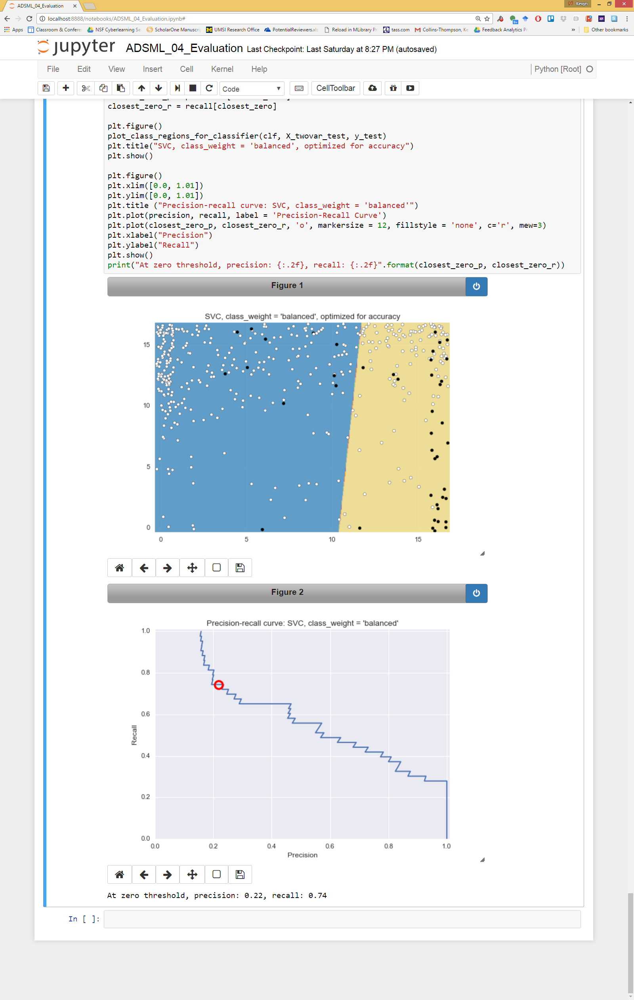 ADSML_04_Evaluation
Kevyn
localhost:8888/notebooks/ADSML_04_Evaluation.ipynb#
9+
Apps Classroom & Confere NSF Cyberlearning Se ScholarOne Manuscri UMSI Research Office PotentialReviewers.xls Reload in MLibrary Pr tass.com Collins-Thompson, Ke Feedback Analytics Pr » Other bookmarks
jupyter ADSML_04_Evaluation Last Checkpoint: Last Saturday at 8:27 PM (autosaved)
File Edit View Insert Cell Kernel Help Python [Root]
Code CellToolbar
closest_zero_r = recall[closest_zero]
plt.figure()
plot_class_regions_for_classifier(clf, X_twovar_test, y_test)
plt.title("SVC, class_weight = 'balanced', optimized for accuracy")
plt.show()
plt.figure()
plt.xlim([0.0, 1.01])
plt.ylim([0.0, 1.01])
plt.title ("Precision-recall curve: SVC, class_weight = 'balanced'")
plt.plot(precision, recall, label = 'Precision-Recall Curve')
plt.plot(closest_zero_p, closest_zero_r, 'o', markersize = 12, fillstyle = 'none', c='r', mew=3)
plt.xlabel("Precision")
plt.ylabel("Recall")
plt.show()
print("At zero threshold, precision: {:.2f}, recall: {:.2f}".format(closest_zero_p, closest_zero_r))
Figure 1
SVC, class_weight = 'balanced', optimized for accuracy
15
10
5
0
0 5 10 15
Figure 2
Precision-recall curve: SVC, class_weight = 'balanced'
1.0
0.8
0.6
Recall
0.4
0.2
0.0
0.0 0.2 0.4 0.6 0.8 1.0
Precision
At zero threshold, precision: 0.22, recall: 0.74
In [ ]: